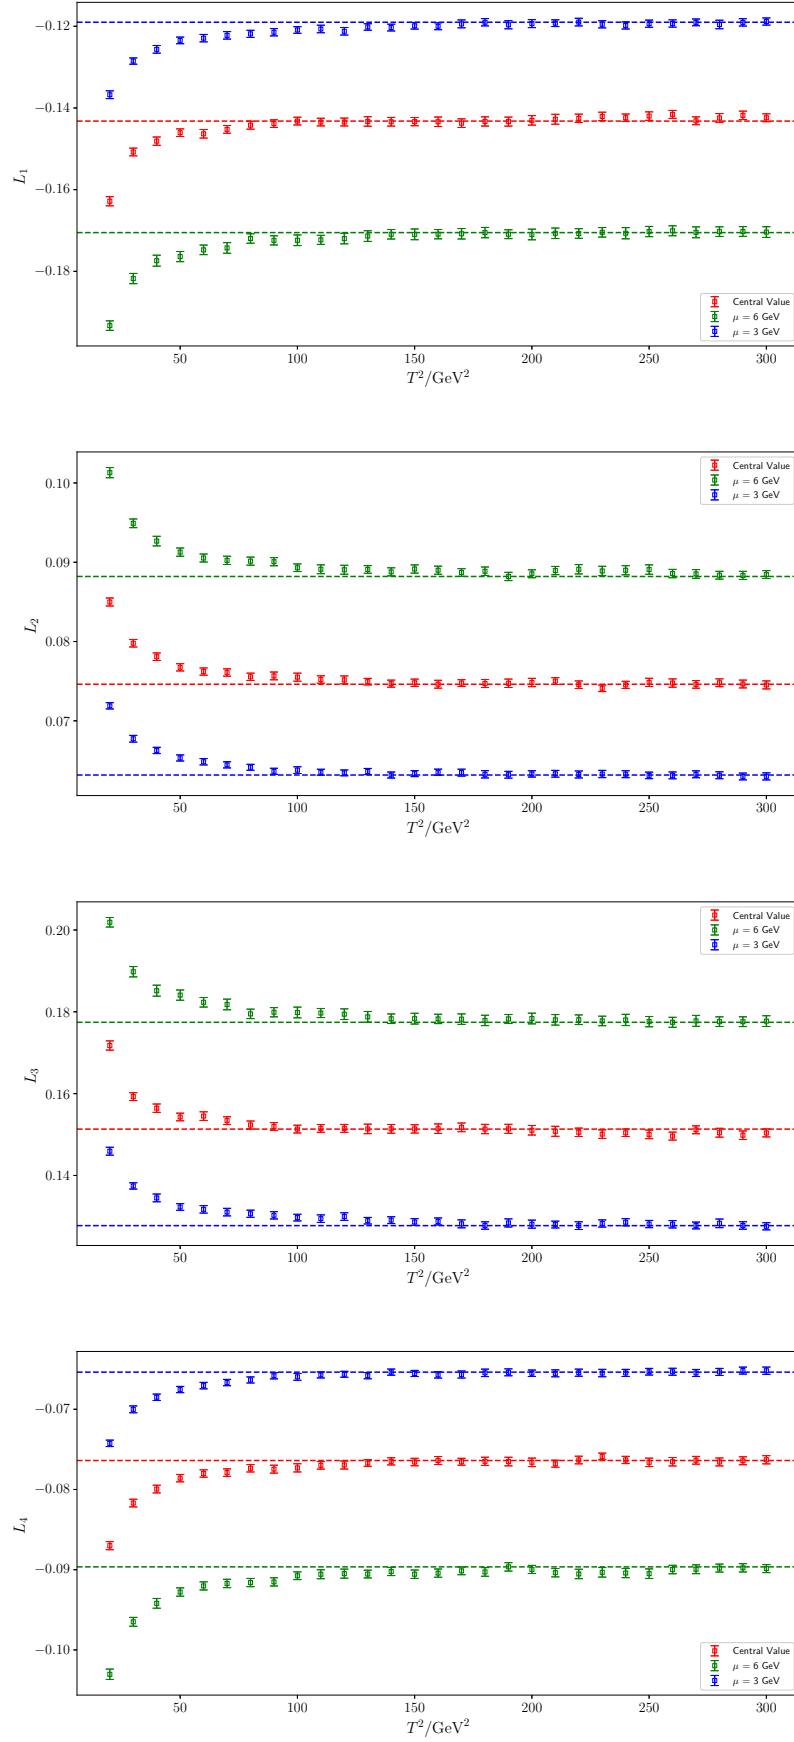 −0.12
−0.14
−0.16
−0.18
L₁
Central Value
μ = 6 GeV
μ = 3 GeV
50 100 150 200 250 300
T²/GeV²
0.10
0.09
0.08
0.07
L₂
Central Value
μ = 6 GeV
μ = 3 GeV
50 100 150 200 250 300
T²/GeV²
0.20
0.18
0.16
0.14
L₃
Central Value
μ = 6 GeV
μ = 3 GeV
50 100 150 200 250 300
T²/GeV²
−0.07
−0.08
−0.09
−0.10
L₄
Central Value
μ = 6 GeV
μ = 3 GeV
50 100 150 200 250 300
T²/GeV²